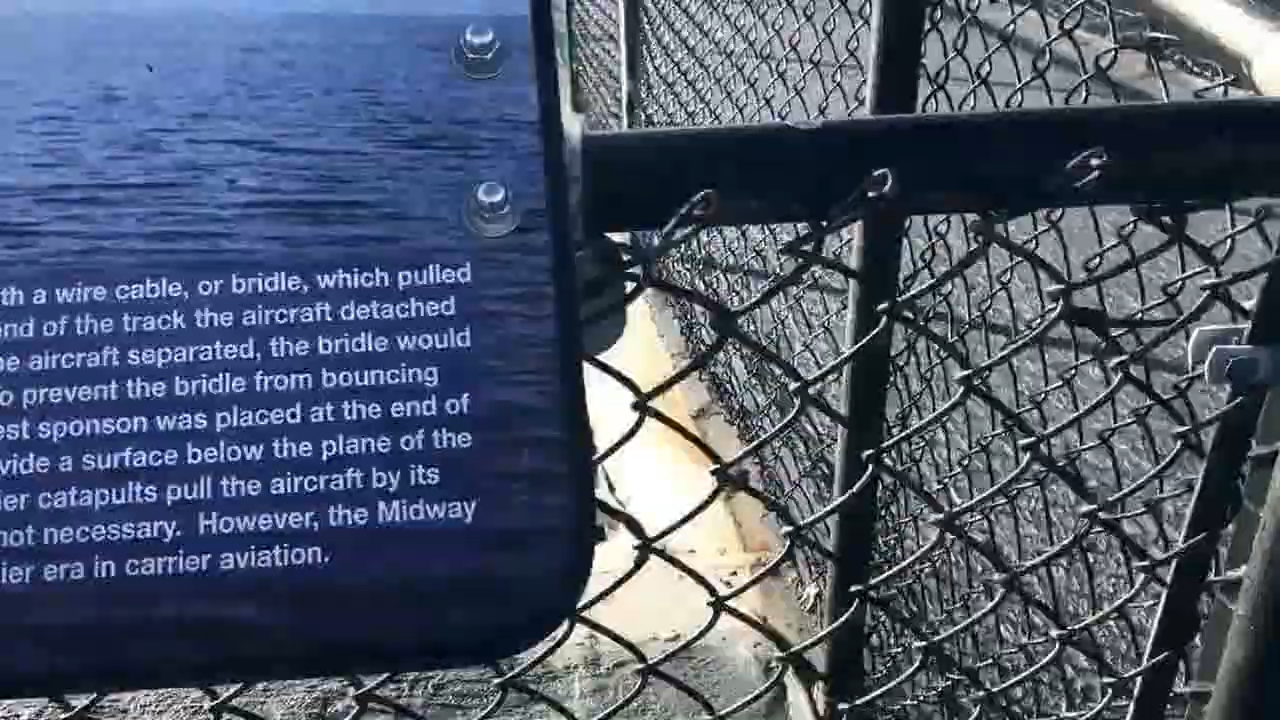 th a wire cable, or bridle, which pulled
end of the track the aircraft detached
he aircraft separated, the bridle would
o prevent the bridle from bouncing
est sponson was placed at the end of
vide a surface below the plane of the
ier catapults pull the aircraft by its
not necessary. However, the Midway
ier era in carrier aviation.